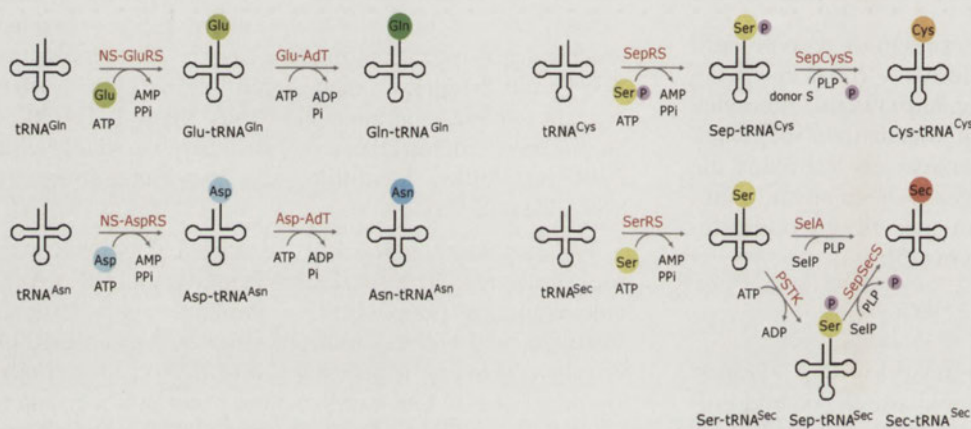 Glu
Gln
NS-GluRS
Glu-AdT
Glu
AMP
PPi
ATP
ATP
ADP
Pi
tRNAGln
Glu-tRNAGln
Gln-tRNAGln
Ser P
Cys
SepRS
SepCysS
Ser P
AMP
PPi
ATP
PLP
donor S
P
tRNACys
Sep-tRNACys
Cys-tRNACys
Asp
Asn
NS-AspRS
Asp-AdT
Asp
AMP
PPi
ATP
ATP
ADP
Pi
tRNAAsn
Asp-tRNAAsn
Asn-tRNAAsn
Ser
Sec
SerRS
SelA
Ser
AMP
PPi
ATP
SelP
PLP
tRNASec
PSTK
ATP
ADP
SepSecS
PLP
P
SelP
P
Ser
Ser-tRNASec
Sep-tRNASec
Sec-tRNASec